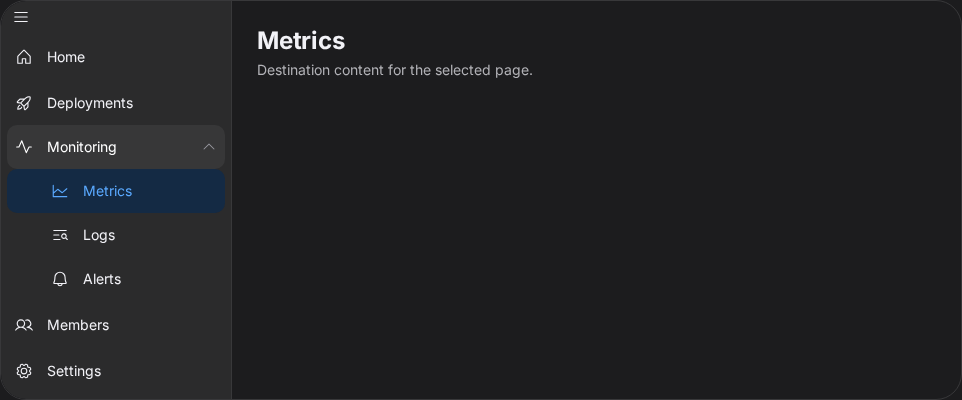 Home
Deployments
Monitoring
Metrics
Logs
Alerts
Members
Settings
Metrics
Destination content for the selected page.